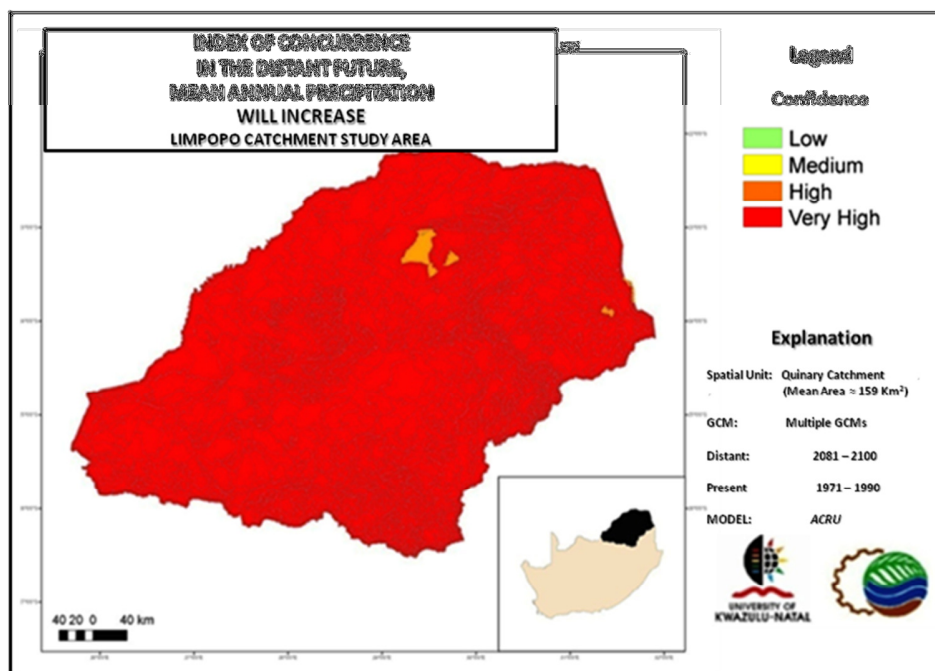 INDEX OF CONCURRENCE
IN THE DISTANT FUTURE,
MEAN ANNUAL PRECIPITATION
WILL INCREASE
LIMPOPO CATCHMENT STUDY AREA
Legend
Confidence
Low
Medium
High
Very High
Explanation
Spatial Unit: Quinary Catchment
(Mean Area ≈ 159 Km²)
GCM: Multiple GCMs
Distant: 2081 – 2100
Present 1971 – 1990
MODEL: ACRU
UNIVERSITY OF
KWAZULU-NATAL
40 20 0 40 km